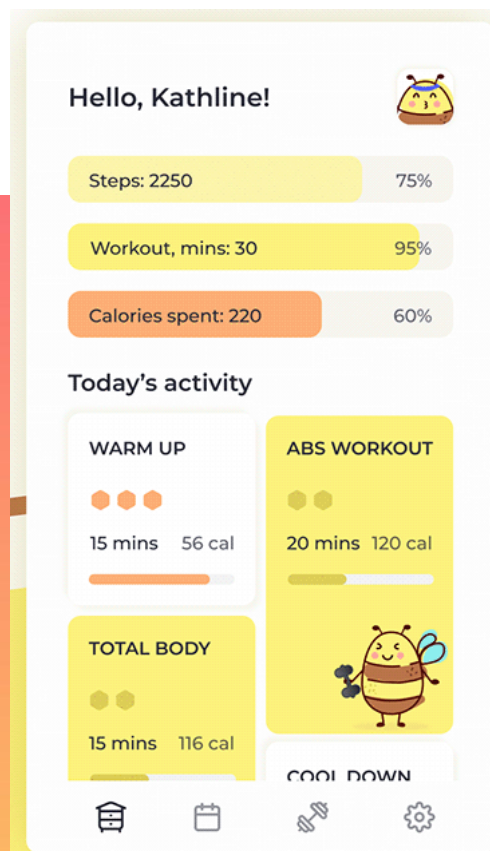 Hello, Kathline!
Steps: 2250 75%
Workout, mins: 30 95%
Calories spent: 220 60%
Today's activity
WARM UP
15 mins 56 cal
ABS WORKOUT
20 mins 120 cal
TOTAL BODY
15 mins 116 cal
COOL DOWN